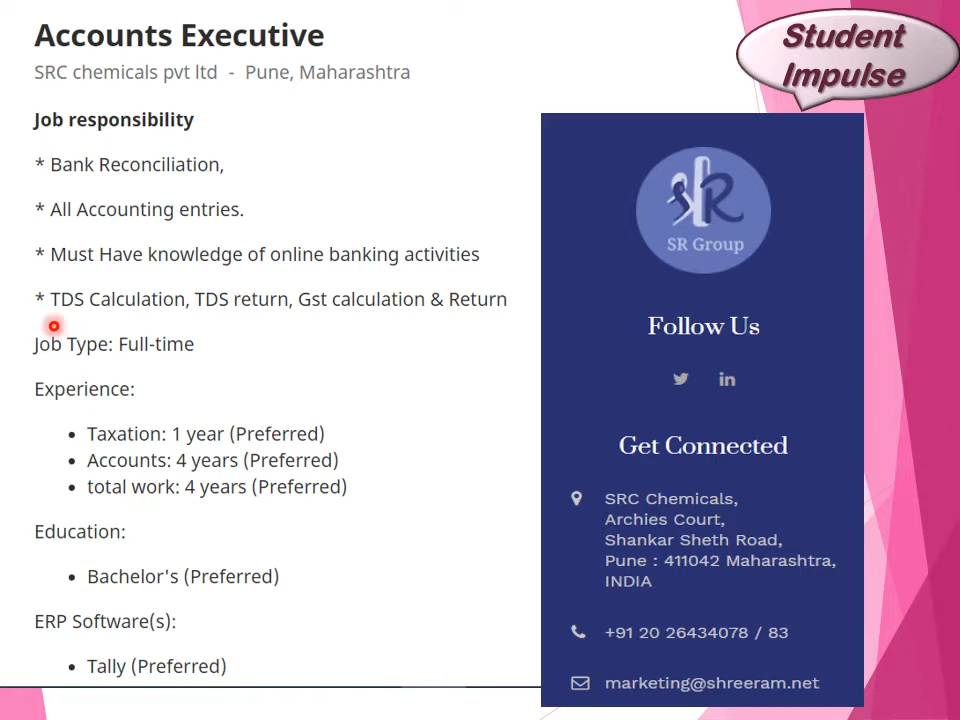 Accounts Executive
SRC chemicals pvt ltd - Pune, Maharashtra
Job responsibility
* Bank Reconciliation,
* All Accounting entries.
* Must Have knowledge of online banking activities
* TDS Calculation, TDS return, Gst calculation & Return
Job Type: Full-time
Experience:
• Taxation: 1 year (Preferred)
• Accounts: 4 years (Preferred)
• total work: 4 years (Preferred)
Education:
• Bachelor's (Preferred)
ERP Software(s):
• Tally (Preferred)
Student
Impulse
SR
SR Group
Follow Us
Get Connected
SRC Chemicals,
Archies Court,
Shankar Sheth Road,
Pune : 411042 Maharashtra,
INDIA
+91 20 26434078 / 83
marketing@shreeram.net